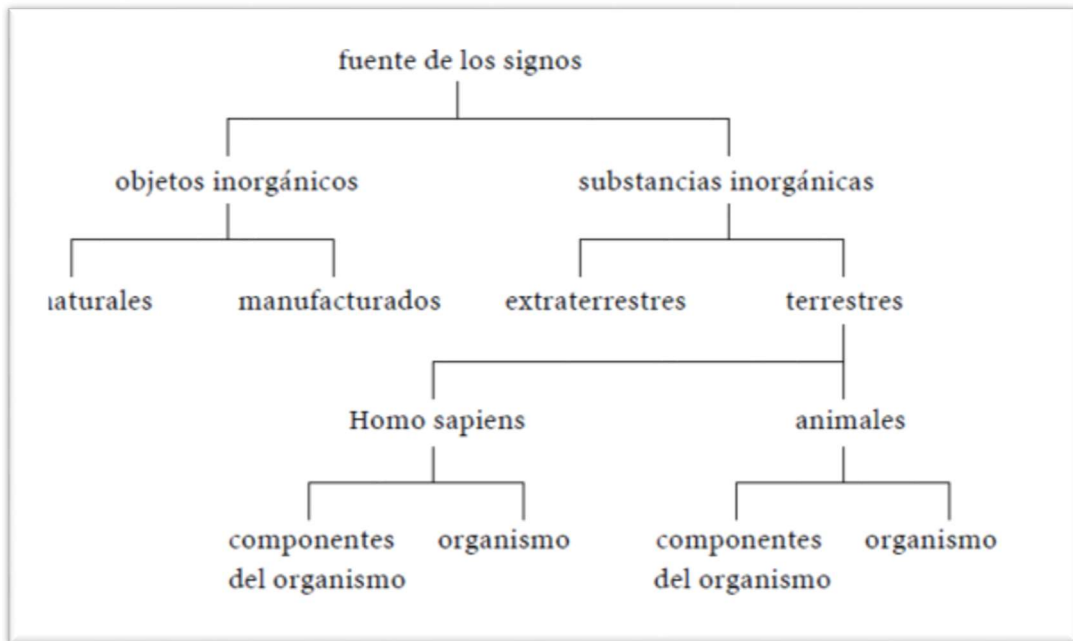 fuente de los signos
objetos inorgánicos substancias inorgánicas
naturales manufacturados extraterrestres terrestres
Homo sapiens animales
componentes organismo componentes organismo
del organismo del organismo